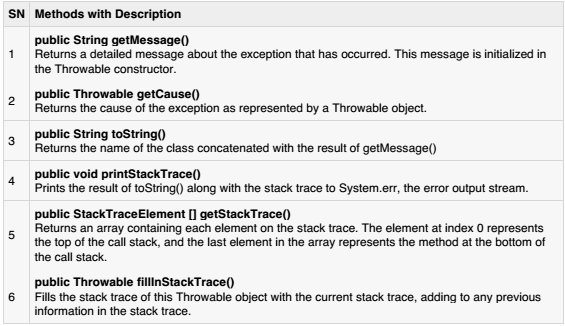 SN Methods with Description
public String getMessage()
1 Returns a detailed message about the exception that has occurred. This message is initialized in
the Throwable constructor.
public Throwable getCause()
2 Returns the cause of the exception as represented by a Throwable object.
public String toString()
3 Returns the name of the class concatenated with the result of getMessage()
public void printStackTrace()
4 Prints the result of toString() along with the stack trace to System.err, the error output stream.
public StackTraceElement [] getStackTrace()
Returns an array containing each element on the stack trace. The element at index 0 represents
5 the top of the call stack, and the last element in the array represents the method at the bottom of
the call stack.
public Throwable fillInStackTrace()
6 Fills the stack trace of this Throwable object with the current stack trace, adding to any previous
information in the stack trace.